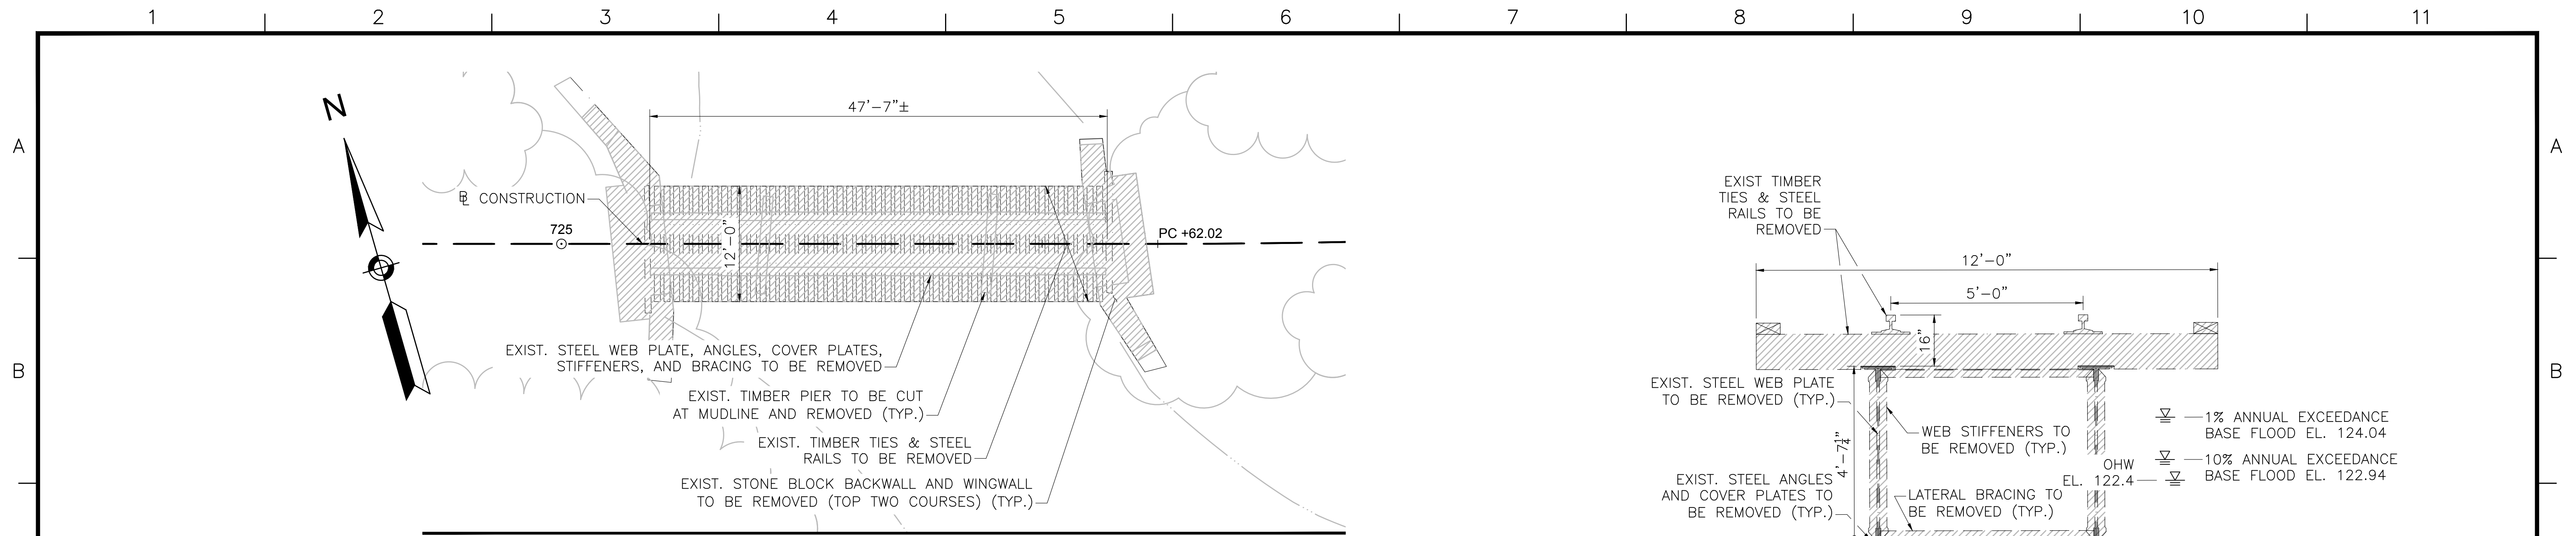 1 2 3 4 5 6 7 8 9 10 11
A
B
A
B
N
47'-7"±
12'-0"
℄ CONSTRUCTION
725
PC +62.02
EXIST. STEEL WEB PLATE, ANGLES, COVER PLATES,
STIFFENERS, AND BRACING TO BE REMOVED
EXIST. TIMBER PIER TO BE CUT
AT MUDLINE AND REMOVED (TYP.)
EXIST. TIMBER TIES & STEEL
RAILS TO BE REMOVED
EXIST. STONE BLOCK BACKWALL AND WINGWALL
TO BE REMOVED (TOP TWO COURSES) (TYP.)
EXIST TIMBER
TIES & STEEL
RAILS TO BE
REMOVED
12'-0"
5'-0"
16"
EXIST. STEEL WEB PLATE
TO BE REMOVED (TYP.)
4'-7¼"
WEB STIFFENERS TO
BE REMOVED (TYP.)
EXIST. STEEL ANGLES
AND COVER PLATES TO
BE REMOVED (TYP.)
LATERAL BRACING TO
BE REMOVED (TYP.)
1% ANNUAL EXCEEDANCE
BASE FLOOD EL. 124.04
10% ANNUAL EXCEEDANCE
BASE FLOOD EL. 122.94
OHW
EL. 122.4